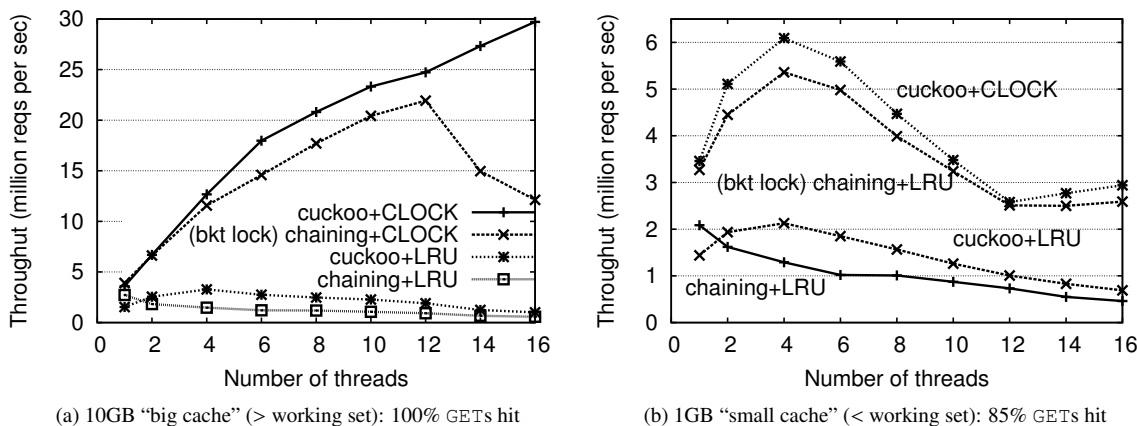 30
25
20
15
10
5
0
Throughut (million reqs per sec)
cuckoo+CLOCK
(bkt lock) chaining+CLOCK
cuckoo+LRU
chaining+LRU
0 2 4 6 8 10 12 14 16
Number of threads
(a) 10GB “big cache” (> working set): 100% GETs hit
6
5
4
3
2
1
0
Throughut (million reqs per sec)
cuckoo+CLOCK
(bkt lock) chaining+LRU
cuckoo+LRU
chaining+LRU
0 2 4 6 8 10 12 14 16
Number of threads
(b) 1GB “small cache” (< working set): 85% GETs hit